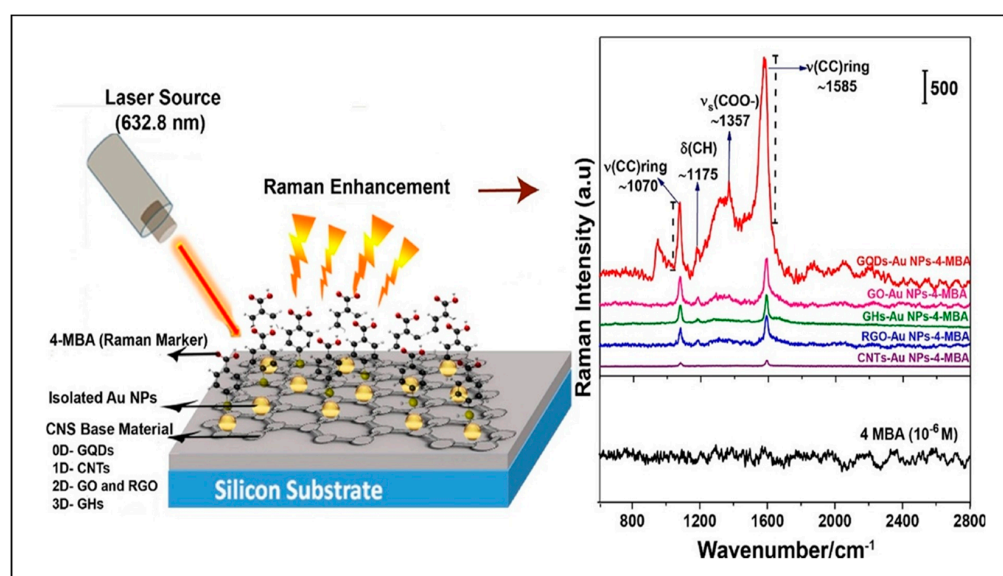 Laser Source
(632.8 nm)
Raman Enhancement
4-MBA (Raman Marker)
Isolated Au NPs
CNS Base Material
0D- GQDs
1D- CNTs
2D- GO and RGO
3D- GHs
Silicon Substrate
Raman Intensity (a.u)
500
ν(CC)ring
~1585
νs(COO-)
~1357
δ(CH)
~1175
ν(CC)ring
~1070
GQDs-Au NPs-4-MBA
GO-Au NPs-4-MBA
GHs-Au NPs-4-MBA
RGO-Au NPs-4-MBA
CNTs-Au NPs-4-MBA
4 MBA (10⁻⁶ M)
800 1200 1600 2000 2400 2800
Wavenumber/cm⁻¹